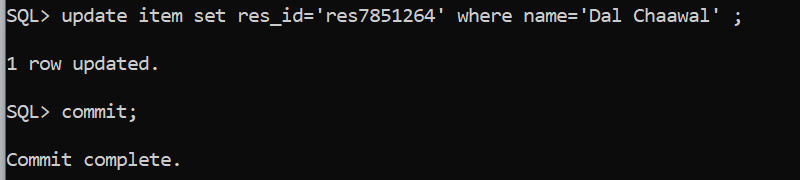 SQL> update item set res_id='res7851264' where name='Dal Chaawal' ;
1 row updated.
SQL> commit;
Commit complete.